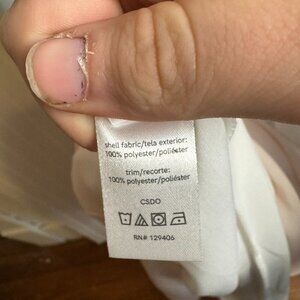 shell fabric/tela exterior:
100% polyester/poliéster
trim/recorte:
100% polyester/poliéster
CSDO
RN# 129406